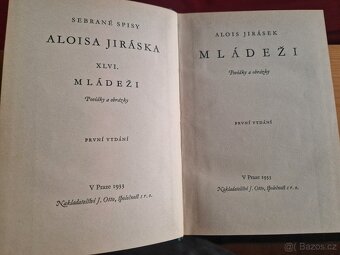 SEBRANÉ SPISY
ALOISA JIRÁSKA
XLVI.
MLÁDEŽI
Povídky a obrázky
PRVNÍ VYDÁNÍ
V Praze 1933
Nakladatelství J. Otto, společnost s r. o.
ALOIS JIRÁSEK
MLÁDEŽI
Povídky a obrázky
PRVNÍ VYDÁNÍ
V Praze 1933
Nakladatelství J. Otto, společnost s r. o.
Bazoš.cz